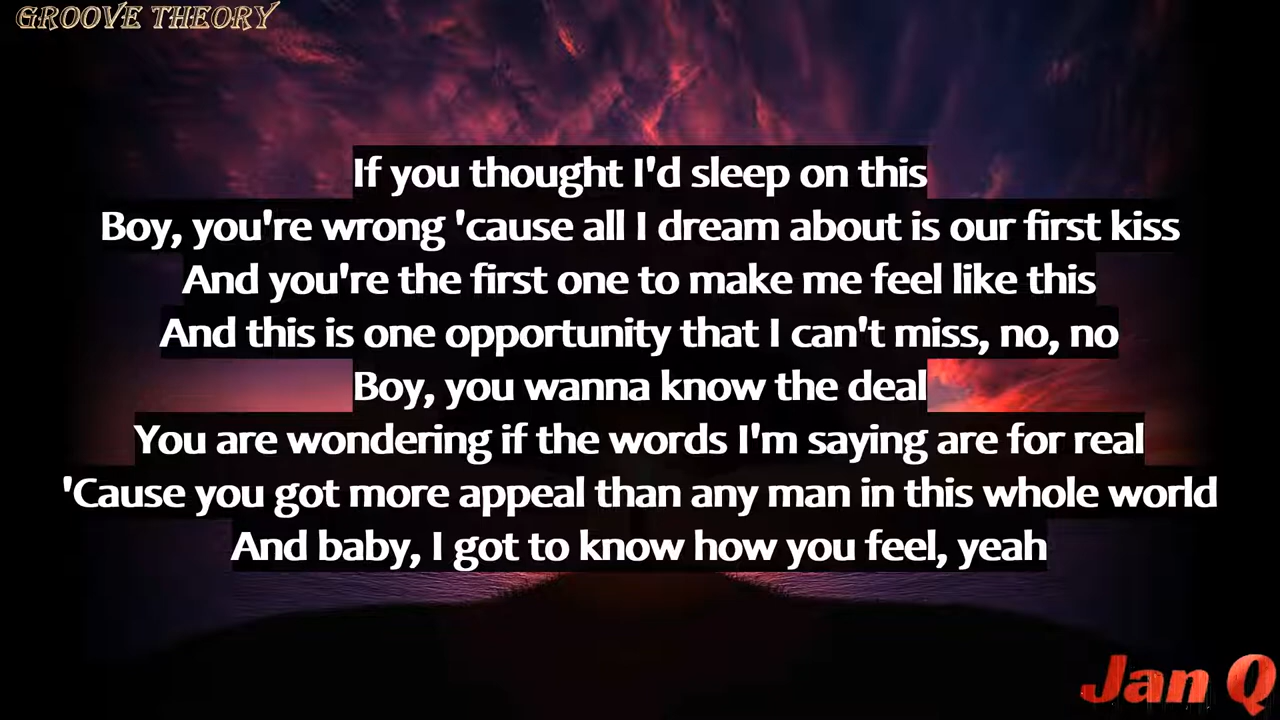 GROOVE THEORY
If you thought I'd sleep on this
Boy, you're wrong 'cause all I dream about is our first kiss
And you're the first one to make me feel like this
And this is one opportunity that I can't miss, no, no
Boy, you wanna know the deal
You are wondering if the words I'm saying are for real
'Cause you got more appeal than any man in this whole world
And baby, I got to know how you feel, yeah
Jan Q